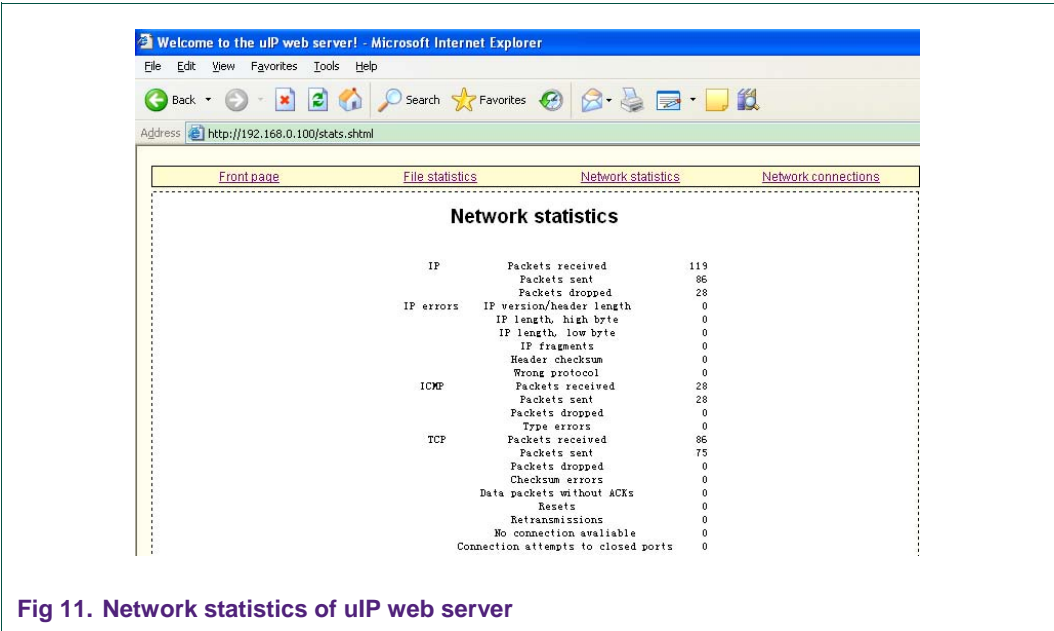 Welcome to the uIP web server! - Microsoft Internet Explorer
File Edit View Favorites Tools Help
Back Search Favorites
Address http://192.168.0.100/stats.shtml
Front page File statistics Network statistics Network connections
Network statistics
IP Packets received 119
Packets sent 86
Packets dropped 28
IP errors IP version/header length 0
IP length, high byte 0
IP length, low byte 0
IP fragments 0
Header checksum 0
Wrong protocol 0
ICMP Packets received 28
Packets sent 28
Packets dropped 0
Type errors 0
TCP Packets received 86
Packets sent 75
Packets dropped 0
Checksum errors 0
Data packets without ACKs 0
Resets 0
Retransmissions 0
No connection avaliable 0
Connection attempts to closed ports 0
Fig 11. Network statistics of uIP web server